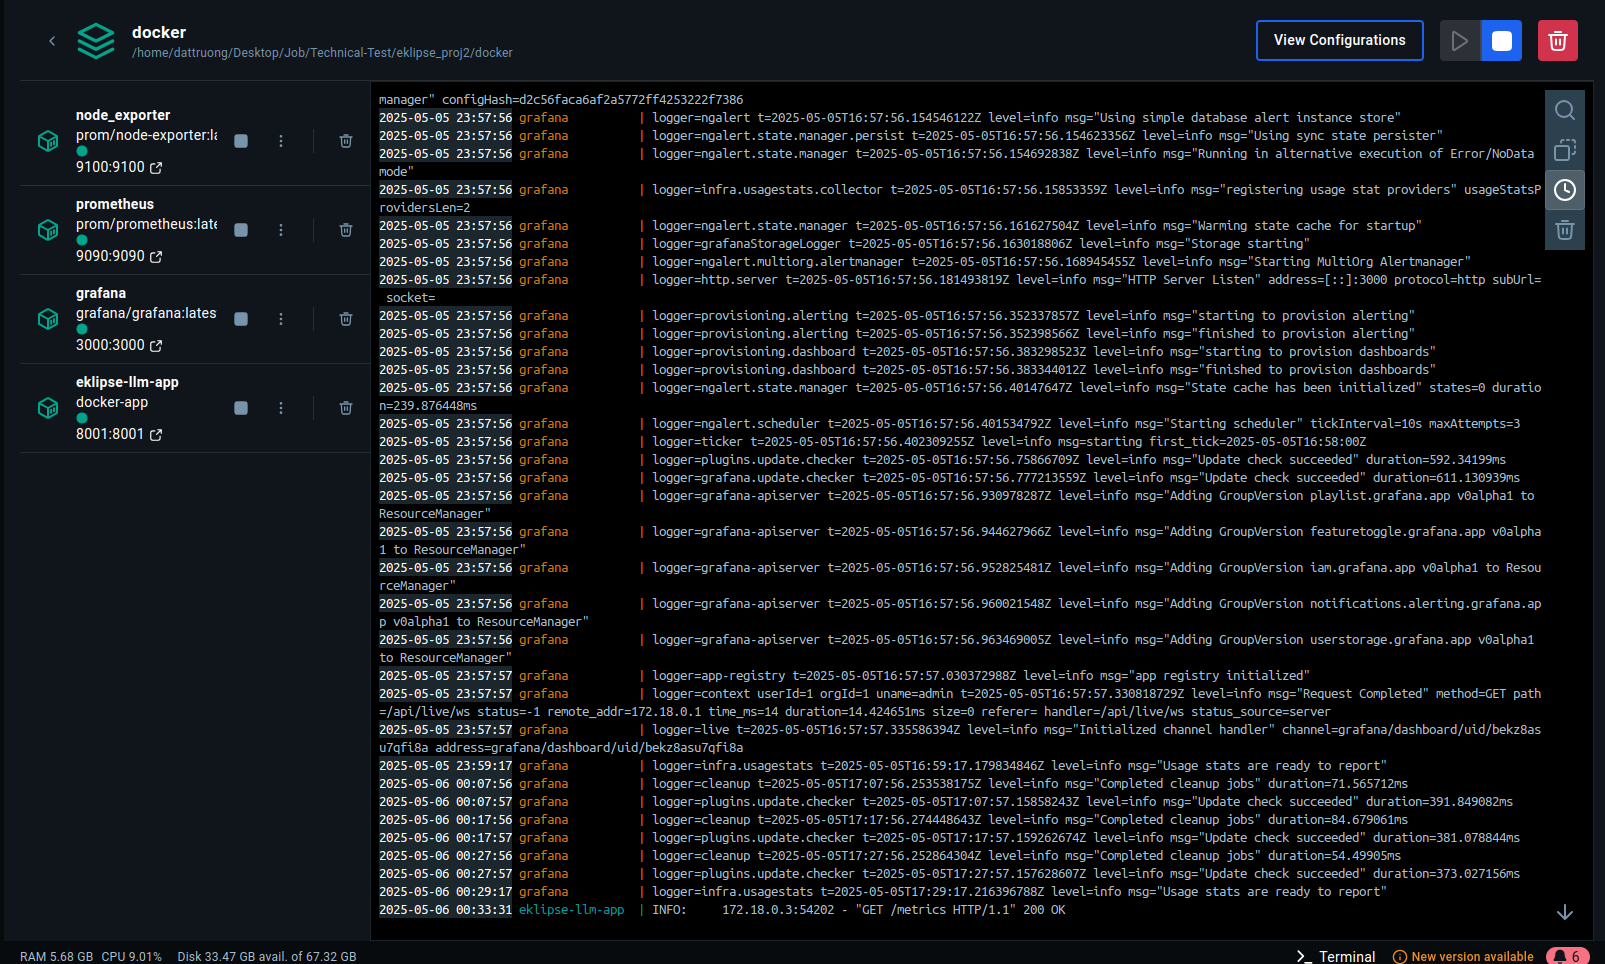 docker
/home/dattruong/Desktop/Job/Technical-Test/eklipse_proj2/docker
View Configurations
node_exporter
prom/node-exporter:la
9100:9100
prometheus
prom/prometheus:late
9090:9090
grafana
grafana/grafana:lates
3000:3000
eklipse-llm-app
docker-app
8001:8001
manager" configHash=d2c56faca6af2a5772ff4253222f7386
2025-05-05 23:57:56 grafana | logger=ngalert t=2025-05-05T16:57:56.154546122Z level=info msg="Using simple database alert instance store"
2025-05-05 23:57:56 grafana | logger=ngalert.state.manager.persist t=2025-05-05T16:57:56.154623356Z level=info msg="Using sync state persister"
2025-05-05 23:57:56 grafana | logger=ngalert.state.manager t=2025-05-05T16:57:56.154692838Z level=info msg="Running in alternative execution of Error/NoData
mode"
2025-05-05 23:57:56 grafana | logger=infra.usagestats.collector t=2025-05-05T16:57:56.15853359Z level=info msg="registering usage stat providers" usageStatsP
rovidersLen=2
2025-05-05 23:57:56 grafana | logger=ngalert.state.manager t=2025-05-05T16:57:56.161627504Z level=info msg="Warming state cache for startup"
2025-05-05 23:57:56 grafana | logger=grafanaStorageLogger t=2025-05-05T16:57:56.163018806Z level=info msg="Storage starting"
2025-05-05 23:57:56 grafana | logger=ngalert.multiorg.alertmanager t=2025-05-05T16:57:56.168945455Z level=info msg="Starting MultiOrg Alertmanager"
2025-05-05 23:57:56 grafana | logger=http.server t=2025-05-05T16:57:56.181493819Z level=info msg="HTTP Server Listen" address=[::]:3000 protocol=http subUrl=
socket=
2025-05-05 23:57:56 grafana | logger=provisioning.alerting t=2025-05-05T16:57:56.352337857Z level=info msg="starting to provision alerting"
2025-05-05 23:57:56 grafana | logger=provisioning.alerting t=2025-05-05T16:57:56.352398566Z level=info msg="finished to provision alerting"
2025-05-05 23:57:56 grafana | logger=provisioning.dashboard t=2025-05-05T16:57:56.383298523Z level=info msg="starting to provision dashboards"
2025-05-05 23:57:56 grafana | logger=provisioning.dashboard t=2025-05-05T16:57:56.383344012Z level=info msg="finished to provision dashboards"
2025-05-05 23:57:56 grafana | logger=ngalert.state.manager t=2025-05-05T16:57:56.40147647Z level=info msg="State cache has been initialized" states=0 duratio
n=239.876448ms
2025-05-05 23:57:56 grafana | logger=ngalert.scheduler t=2025-05-05T16:57:56.401534792Z level=info msg="Starting scheduler" tickInterval=10s maxAttempts=3
2025-05-05 23:57:56 grafana | logger=ticker t=2025-05-05T16:57:56.402309255Z level=info msg=starting first_tick=2025-05-05T16:58:00Z
2025-05-05 23:57:56 grafana | logger=plugins.update.checker t=2025-05-05T16:57:56.75866709Z level=info msg="Update check succeeded" duration=592.34199ms
2025-05-05 23:57:56 grafana | logger=grafana.update.checker t=2025-05-05T16:57:56.777213559Z level=info msg="Update check succeeded" duration=611.130939ms
2025-05-05 23:57:56 grafana | logger=grafana-apiserver t=2025-05-05T16:57:56.930978287Z level=info msg="Adding GroupVersion playlist.grafana.app v0alpha1 to
ResourceManager"
2025-05-05 23:57:56 grafana | logger=grafana-apiserver t=2025-05-05T16:57:56.944627966Z level=info msg="Adding GroupVersion featuretoggle.grafana.app v0alpha
1 to ResourceManager"
2025-05-05 23:57:56 grafana | logger=grafana-apiserver t=2025-05-05T16:57:56.952825481Z level=info msg="Adding GroupVersion iam.grafana.app v0alpha1 to Resou
rceManager"
2025-05-05 23:57:56 grafana | logger=grafana-apiserver t=2025-05-05T16:57:56.960021548Z level=info msg="Adding GroupVersion notifications.alerting.grafana.ap
p v0alpha1 to ResourceManager"
2025-05-05 23:57:56 grafana | logger=grafana-apiserver t=2025-05-05T16:57:56.963469005Z level=info msg="Adding GroupVersion userstorage.grafana.app v0alpha1
to ResourceManager"
2025-05-05 23:57:57 grafana | logger=app-registry t=2025-05-05T16:57:57.030372988Z level=info msg="app registry initialized"
2025-05-05 23:57:57 grafana | logger=context userId=1 orgId=1 uname=admin t=2025-05-05T16:57:57.330818729Z level=info msg="Request Completed" method=GET path
=/api/live/ws status=-1 remote_addr=172.18.0.1 time_ms=14 duration=14.424651ms size=0 referer= handler=/api/live/ws status_source=server
2025-05-05 23:57:57 grafana | logger=live t=2025-05-05T16:57:57.335586394Z level=info msg="Initialized channel handler" channel=grafana/dashboard/uid/bekz8as
u7qfi8a address=grafana/dashboard/uid/bekz8asu7qfi8a
2025-05-05 23:59:17 grafana | logger=infra.usagestats t=2025-05-05T16:59:17.179834846Z level=info msg="Usage stats are ready to report"
2025-05-06 00:07:56 grafana | logger=cleanup t=2025-05-05T17:07:56.253538175Z level=info msg="Completed cleanup jobs" duration=71.565712ms
2025-05-06 00:07:57 grafana | logger=plugins.update.checker t=2025-05-05T17:07:57.15858243Z level=info msg="Update check succeeded" duration=391.849082ms
2025-05-06 00:17:56 grafana | logger=cleanup t=2025-05-05T17:17:56.274448643Z level=info msg="Completed cleanup jobs" duration=84.679061ms
2025-05-06 00:17:57 grafana | logger=plugins.update.checker t=2025-05-05T17:17:57.159262674Z level=info msg="Update check succeeded" duration=381.078844ms
2025-05-06 00:27:56 grafana | logger=cleanup t=2025-05-05T17:27:56.252864304Z level=info msg="Completed cleanup jobs" duration=54.49905ms
2025-05-06 00:27:57 grafana | logger=plugins.update.checker t=2025-05-05T17:27:57.157628607Z level=info msg="Update check succeeded" duration=373.027156ms
2025-05-06 00:29:17 grafana | logger=infra.usagestats t=2025-05-05T17:29:17.216396788Z level=info msg="Usage stats are ready to report"
2025-05-06 00:33:31 eklipse-llm-app | INFO: 172.18.0.3:54202 - "GET /metrics HTTP/1.1" 200 OK
RAM 5.68 GB CPU 9.01% Disk 33.47 GB avail. of 67.32 GB
Terminal
New version available
6